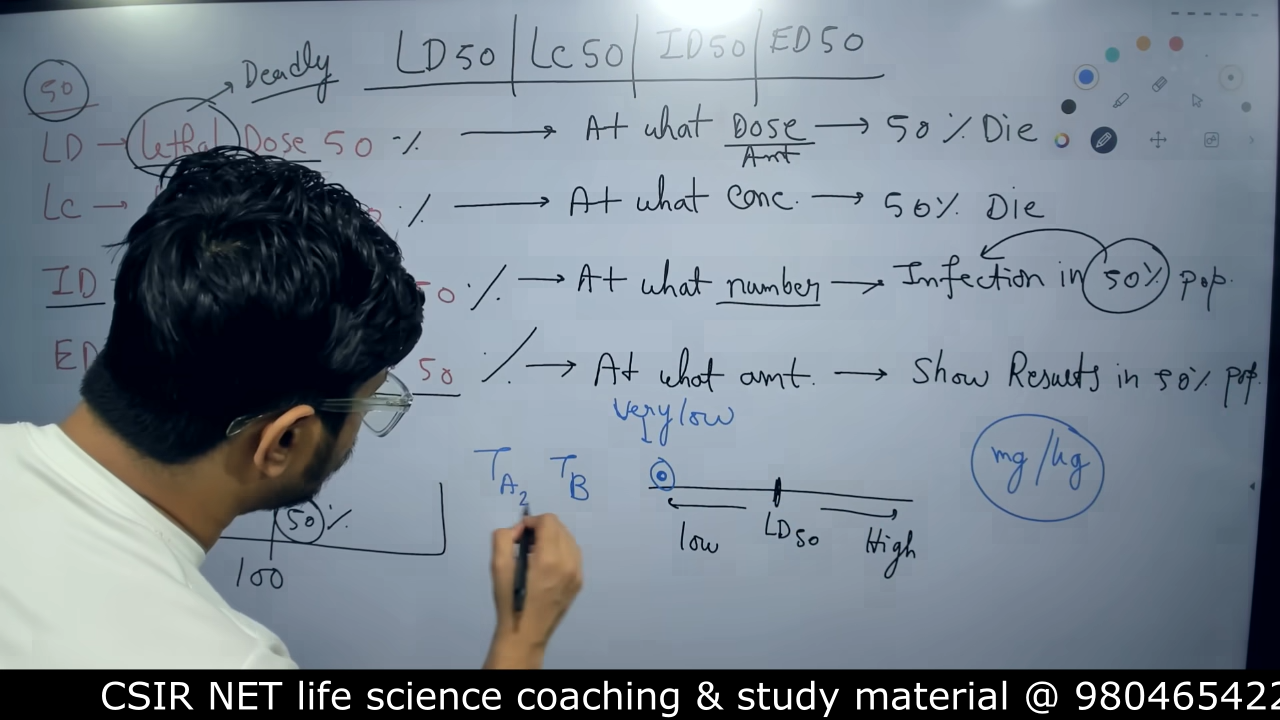 LD50 | LC50 | ID50 | ED50
50
Deadly
LD → Lethal Dose 50 % → At what Dose → 50 % Die
Amt
LC → % → At what conc. → 50% Die
ID 50 % → At what number → Infection in 50% pop.
ED 50 % → At what amt. → Show Results in 50% pop.
Very low
TA2 TB
mg/kg
50%
low LD50 High
100
CSIR NET life science coaching & study material @ 980465422